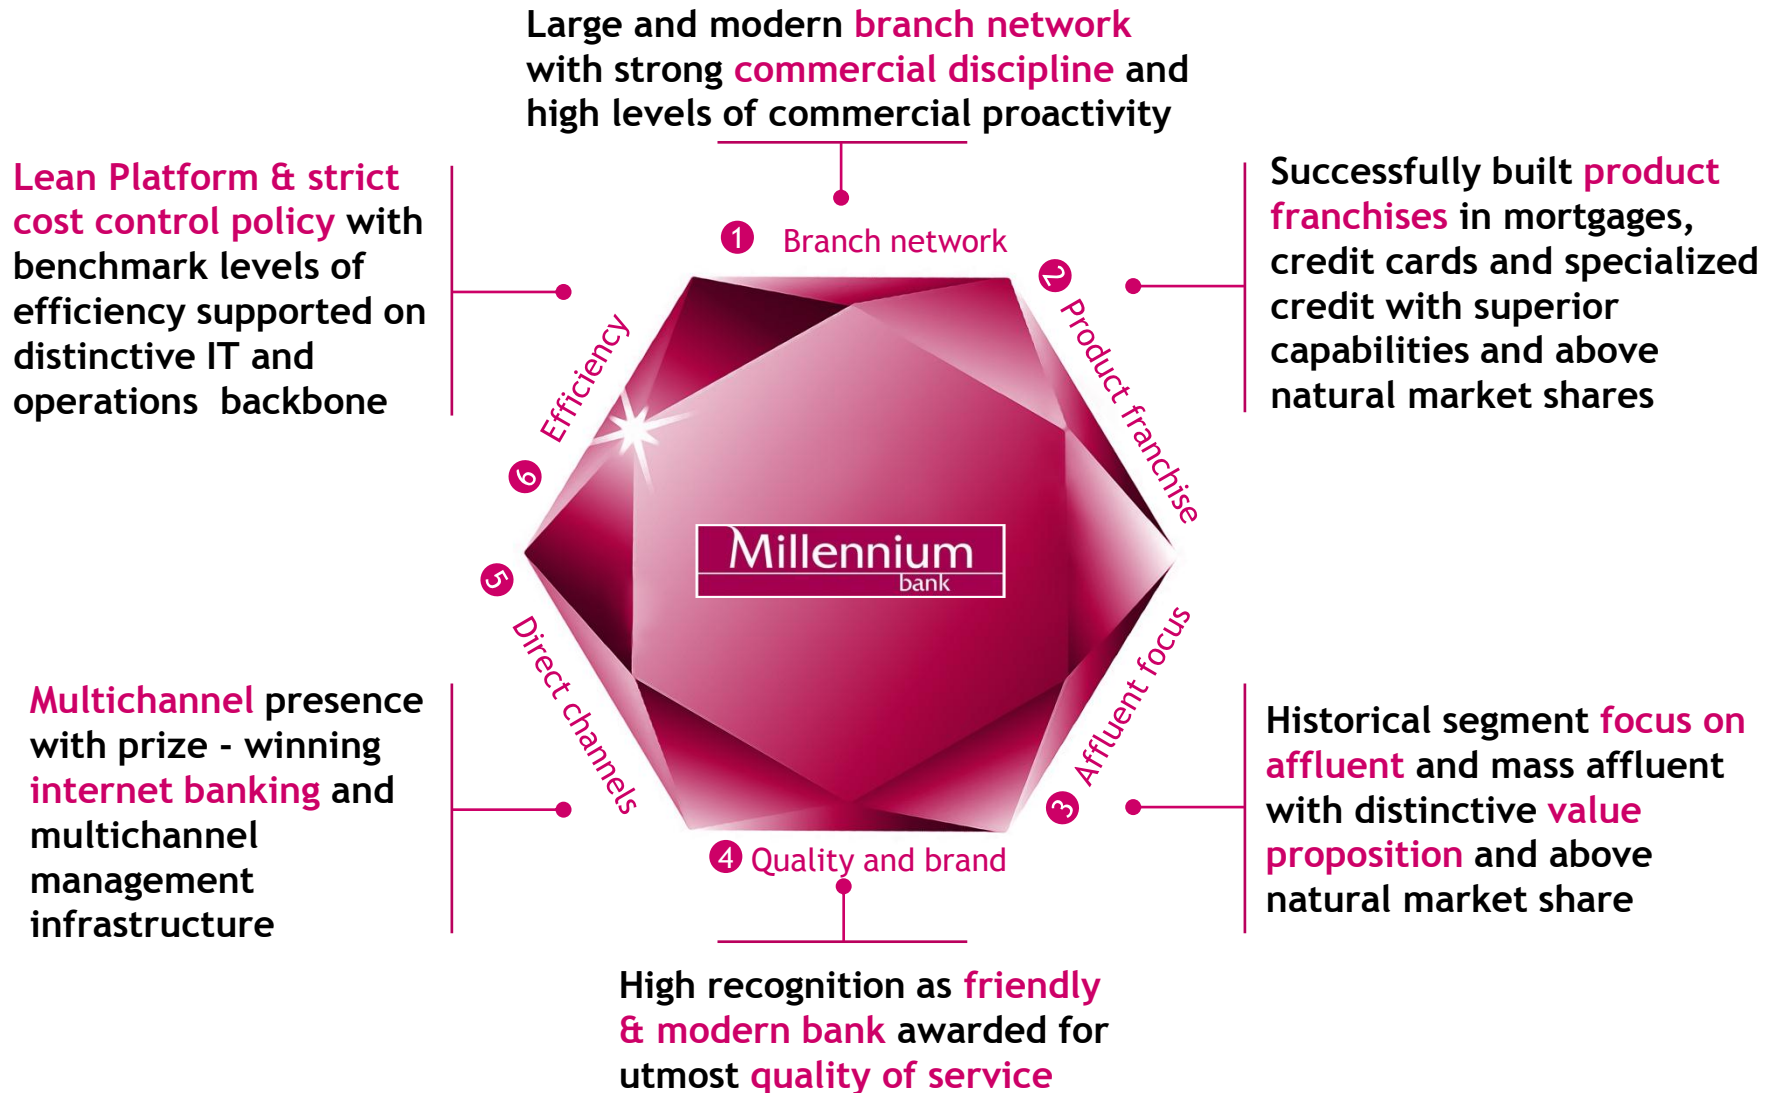 Large and modern branch network
with strong commercial discipline and
high levels of commercial proactivity
Lean Platform & strict
cost control policy with
benchmark levels of
efficiency supported on
distinctive IT and
operations backbone
Successfully built product
franchises in mortgages,
credit cards and specialized
credit with superior
capabilities and above
natural market shares
1 Branch network
2 Product franchise
3 Affluent focus
4 Quality and brand
5 Direct channels
6 Efficiency
Millennium
bank
Multichannel presence
with prize - winning
internet banking and
multichannel
management
infrastructure
Historical segment focus on
affluent and mass affluent
with distinctive value
proposition and above
natural market share
High recognition as friendly
& modern bank awarded for
utmost quality of service